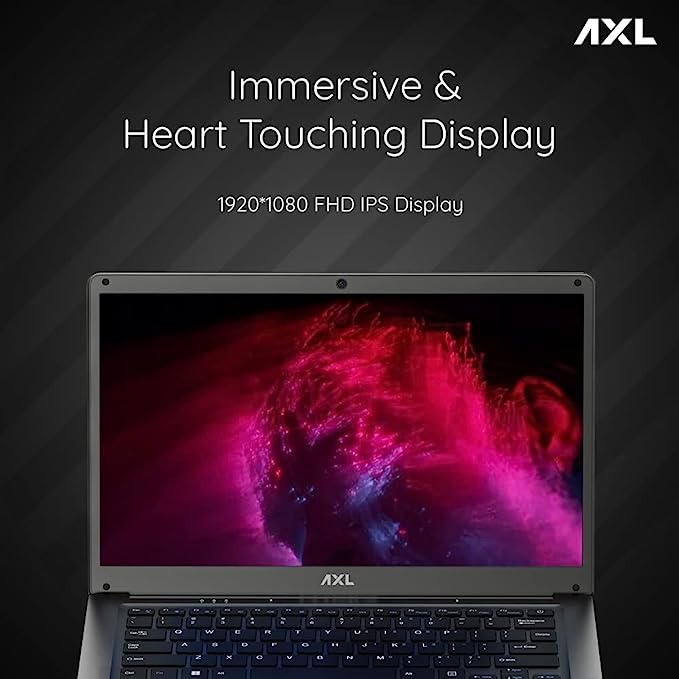 AXL
Immersive &
Heart Touching Display
1920*1080 FHD IPS Display
AXL
Q W E R T Y U I O P
A S D F G H J K L
Z X C V B N M